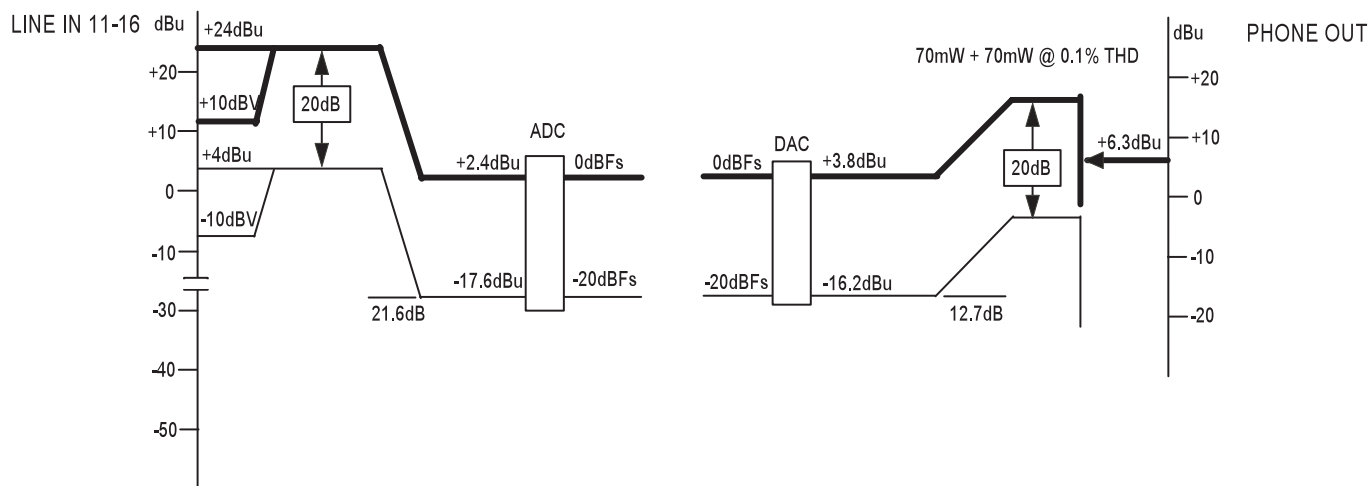 LINE IN 11-16
dBu
+24dBu
+20
+10dBV
+10
+4dBu
0
-10dBV
-10
-30
-40
-50
20dB
21.6dB
+2.4dBu
-17.6dBu
ADC
0dBFs
-20dBFs
0dBFs
-20dBFs
DAC
+3.8dBu
-16.2dBu
12.7dB
70mW + 70mW @ 0.1% THD
20dB
+6.3dBu
dBu
PHONE OUT
+20
+10
0
-10
-20